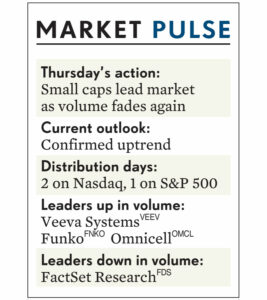 MARKET PULSE
Thursday's action:
Small caps lead market
as volume fades again
Current outlook:
Confirmed uptrend
Distribution days:
2 on Nasdaq, 1 on S&P 500
Leaders up in volume:
Veeva Systems VEEV
Funko FNKO Omnicell OMCL
Leaders down in volume:
FactSet Research FDS